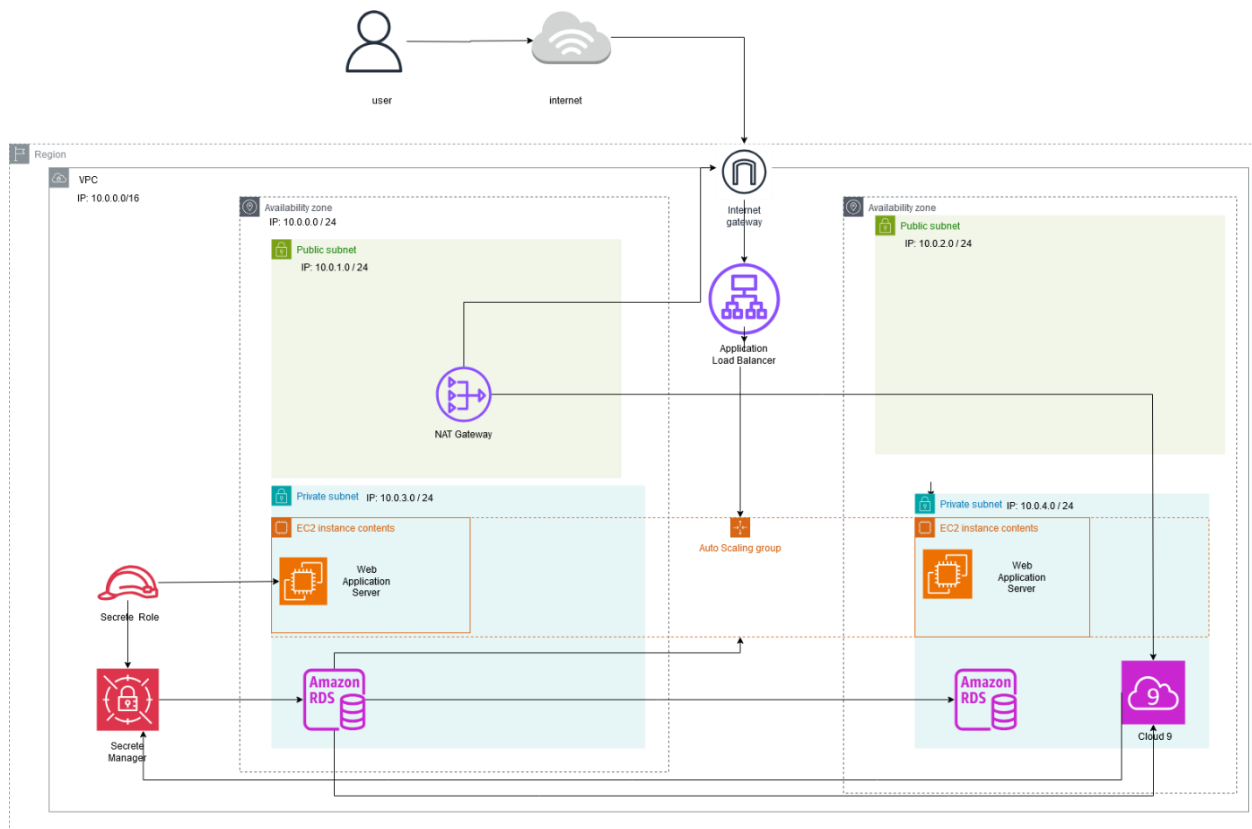 user
internet
Region
VPC
IP: 10.0.0.0/16
Internet
gateway
Availability zone
IP: 10.0.0.0 / 24
Public subnet
IP: 10.0.1.0 / 24
Availability zone
Public subnet
IP: 10.0.2.0 / 24
Application
Load Balancer
NAT Gateway
Private subnet IP: 10.0.3.0 / 24
EC2 instance contents
Web
Application
Server
Auto Scaling group
Private subnet IP: 10.0.4.0 / 24
EC2 instance contents
Web
Application
Server
Secrete Role
Secrete
Manager
Amazon
RDS
Amazon
RDS
9
Cloud 9